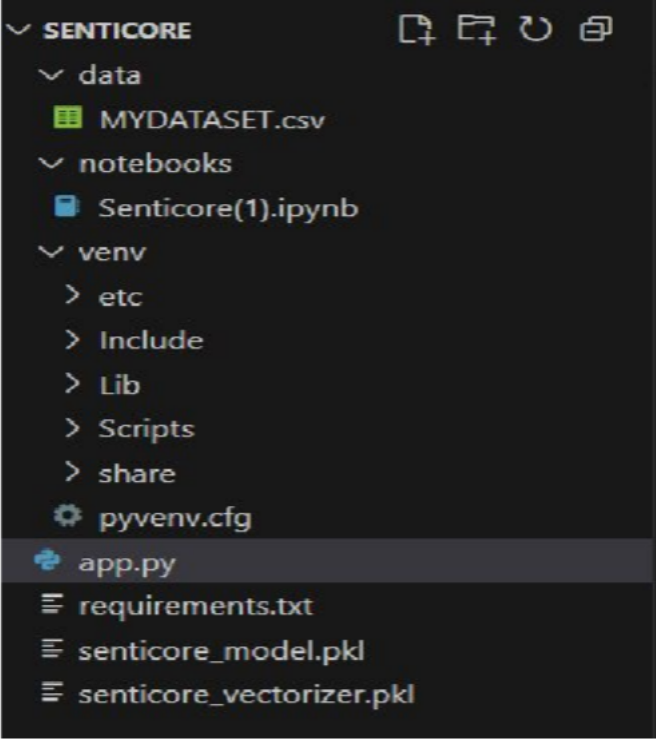 SENTICORE
data
MYDATASET.csv
notebooks
Senticore(1).ipynb
venv
etc
Include
Lib
Scripts
share
pyvenv.cfg
app.py
requirements.txt
senticore_model.pkl
senticore_vectorizer.pkl